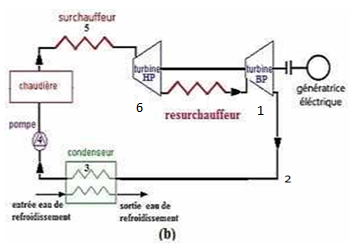 surchauffeur
5
turbine
HP
turbine
BP
chaudière
génératrice
électrique
6
1
resurchauffeur
pompe
4
condenseur
3
2
entrée eau de
refroidissement
sortie eau de
refroidissement
(b)